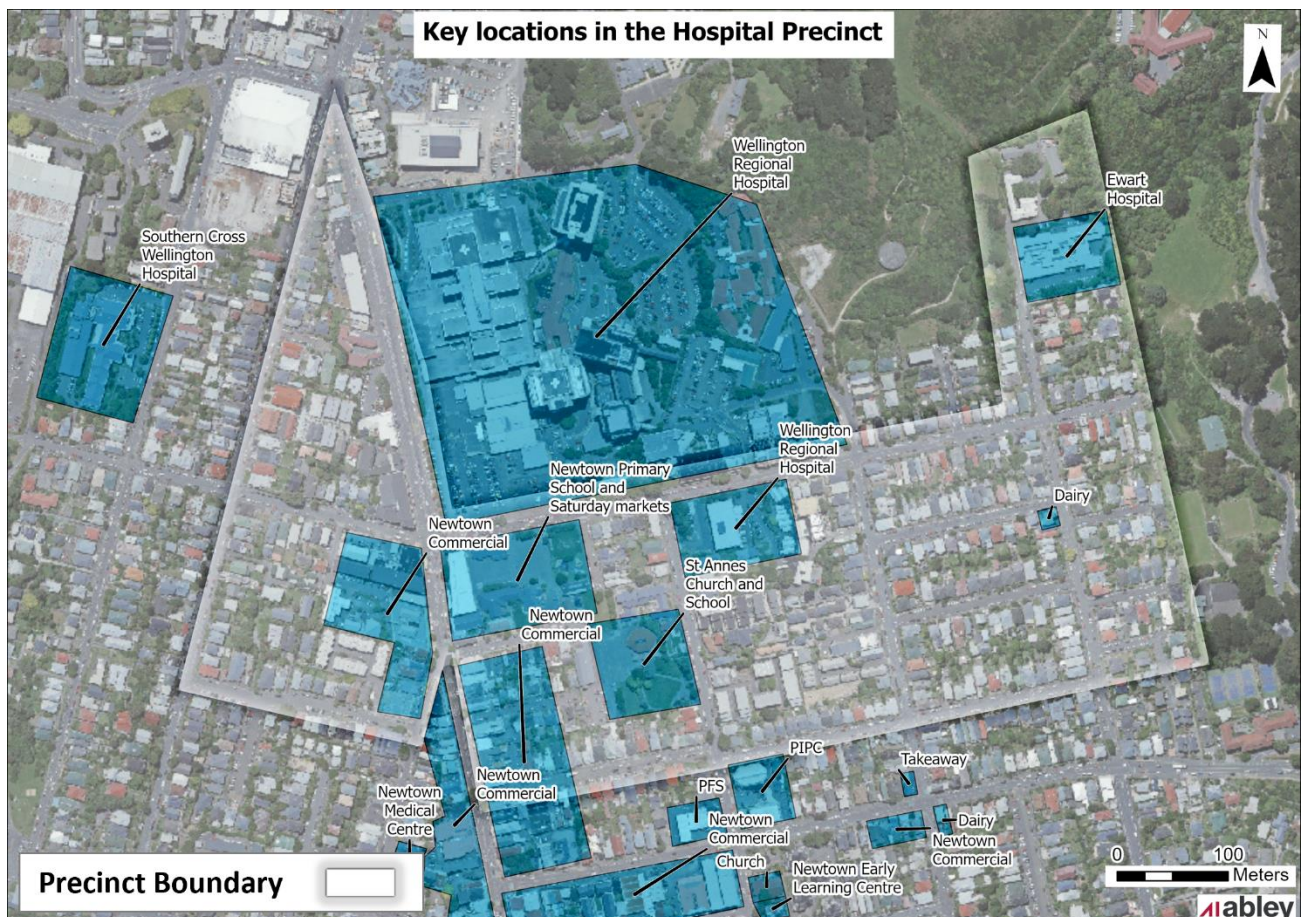 Key locations in the Hospital Precinct
N
Wellington
Regional
Hospital
Ewart
Hospital
Southern Cross
Wellington
Hospital
Wellington
Regional
Hospital
Newtown Primary
School and
Saturday markets
Dairy
Newtown
Commercial
St Annes
Church and
School
Newtown
Commercial
PIPC
Takeaway
Newtown
Commercial
PFS
Newtown
Medical
Centre
Newtown
Commercial
Dairy
Newtown
Commercial
Church
Newtown Early
Learning Centre
Precinct Boundary
0 100
Meters
abley